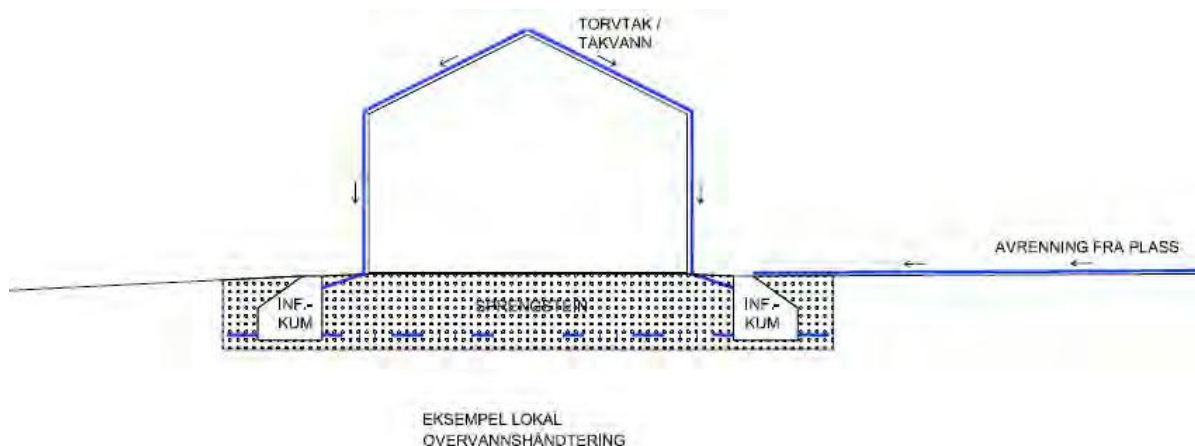 TORVTAK /
TAKVANN
AVRENNING FRA PLASS
INF.-
KUM
SPRENGSTEIN
INF.-
KUM
EKSEMPEL LOKAL
OVERVANNSHÅNDTERING